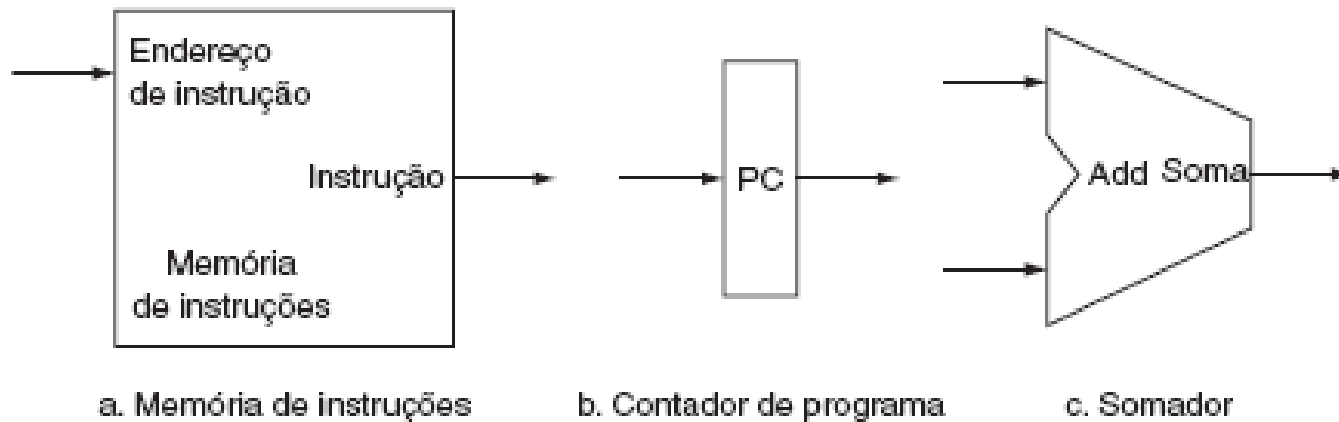 Endereço
de instrução
Instrução
Memória
de instruções
PC
Add Soma
a. Memória de instruções
b. Contador de programa
c. Somador